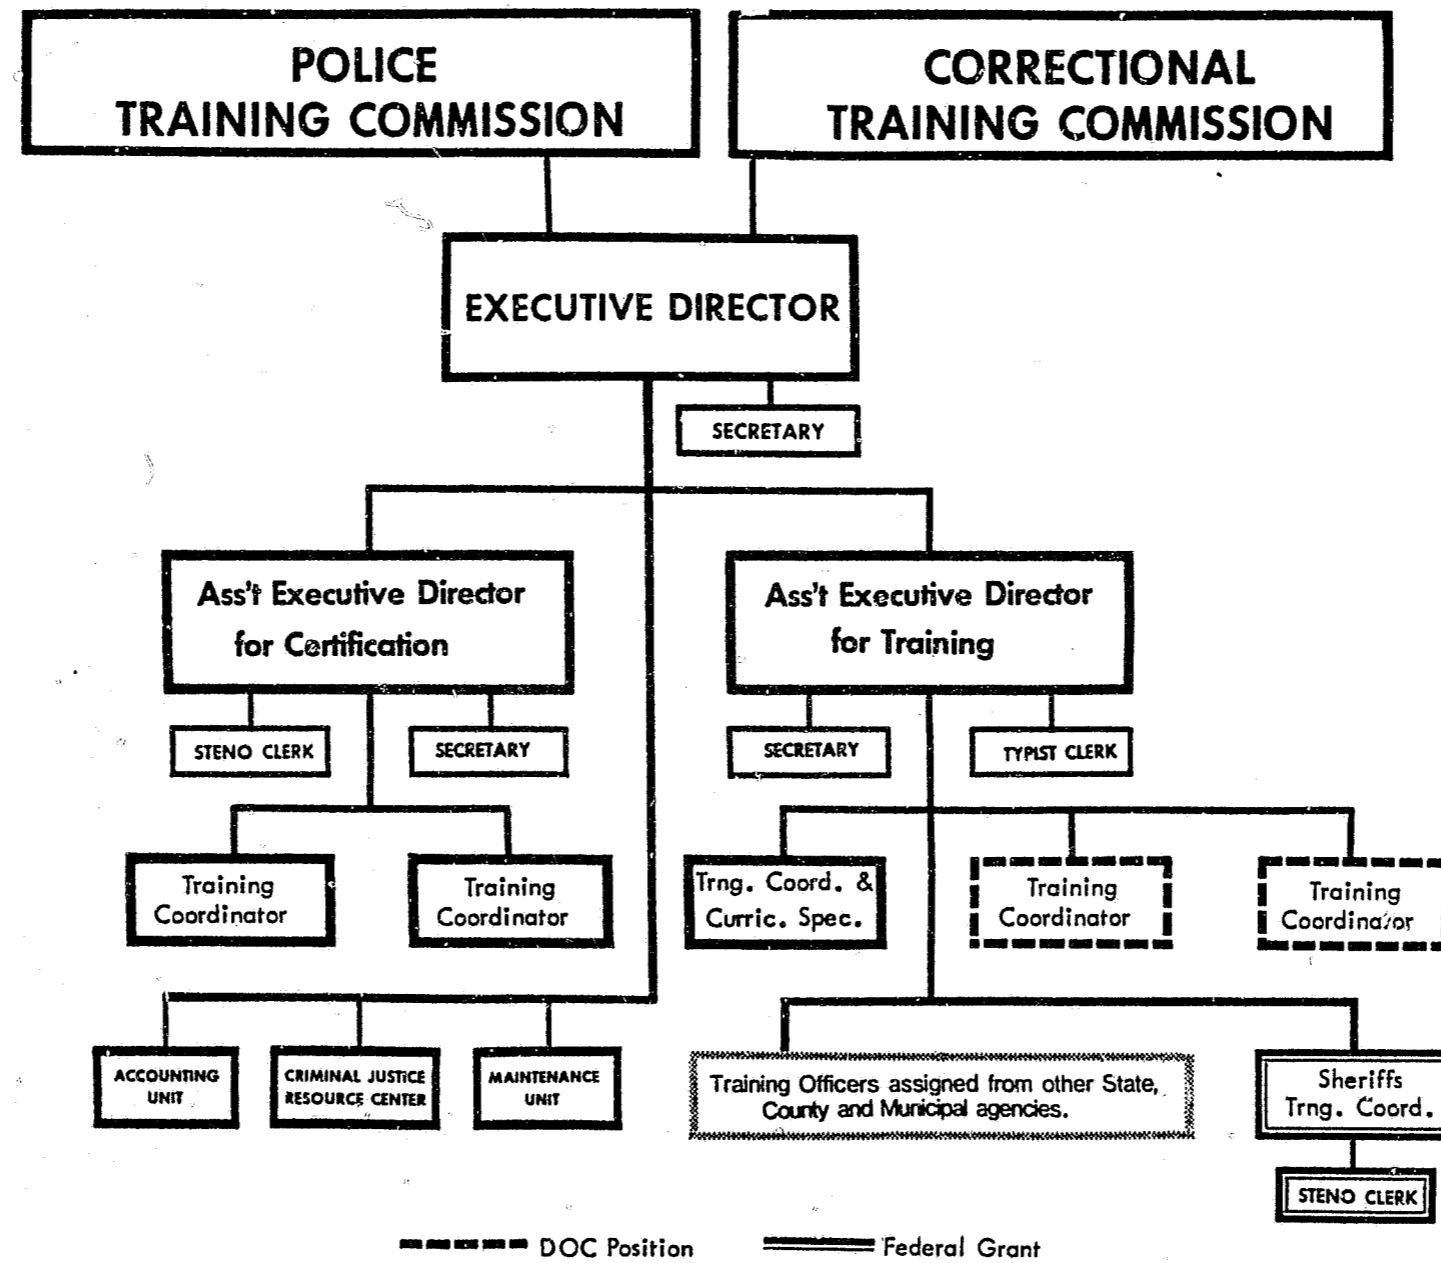 POLICE
TRAINING COMMISSION
CORRECTIONAL
TRAINING COMMISSION
EXECUTIVE DIRECTOR
SECRETARY
Ass't Executive Director
for Certification
Ass't Executive Director
for Training
STENO CLERK
SECRETARY
SECRETARY
TYPIST CLERK
Training
Coordinator
Training
Coordinator
Trng. Coord. &
Curric. Spec.
Training
Coordinator
Training
Coordinator
ACCOUNTING
UNIT
CRIMINAL JUSTICE
RESOURCE CENTER
MAINTENANCE
UNIT
Training Officers assigned from other State,
County and Municipal agencies.
Sheriffs
Trng. Coord.
STENO CLERK
DOC Position
Federal Grant